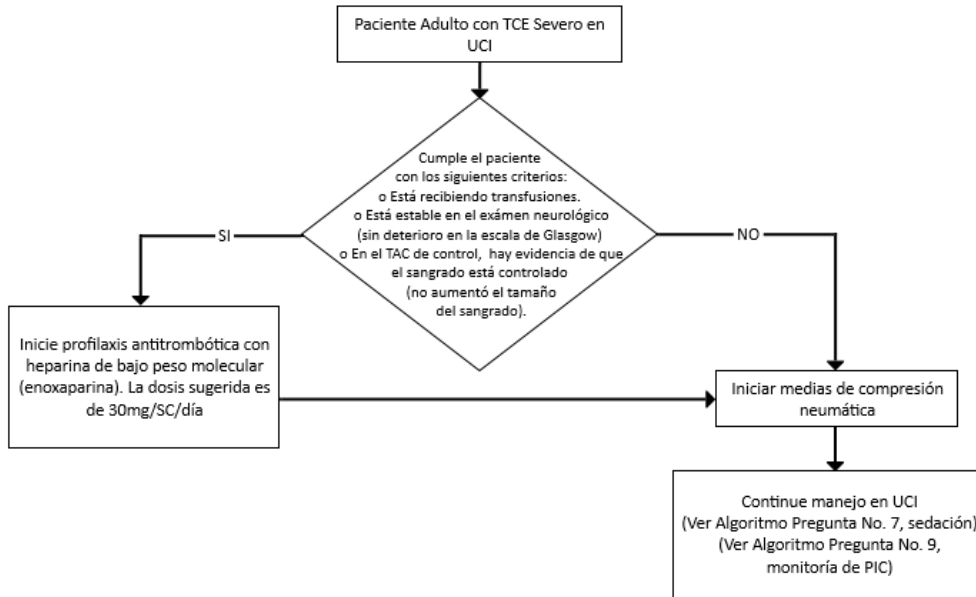 Paciente Adulto con TCE Severo en
UCI
Cumple el paciente
con los siguientes criterios:
o Está recibiendo transfusiones.
o Está estable en el exámen neurológico
(sin deterioro en la escala de Glasgow)
o En el TAC de control, hay evidencia de que
el sangrado está controlado
(no aumentó el tamaño
del sangrado).
SI
NO
Inicie profilaxis antitrombótica con
heparina de bajo peso molecular
(enoxaparina). La dosis sugerida es
de 30mg/SC/día
Iniciar medias de compresión
neumática
Continue manejo en UCI
(Ver Algoritmo Pregunta No. 7, sedación)
(Ver Algoritmo Pregunta No. 9,
monitoría de PIC)